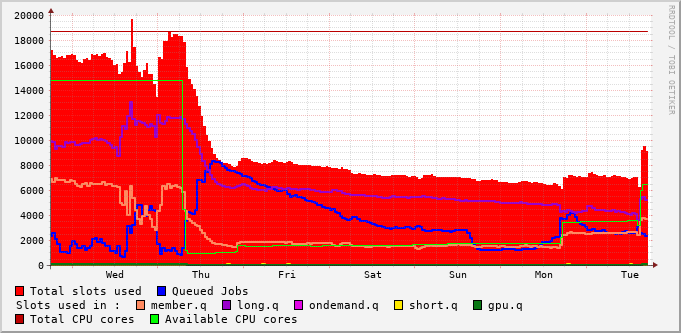 20000
18000
16000
14000
12000
10000
8000
6000
4000
2000
0
Wed Thu Fri Sat Sun Mon Tue
RRDTOOL / TOBI OETIKER
Total slots used Queued Jobs
Slots used in : member.q long.q ondemand.q short.q gpu.q
Total CPU cores Available CPU cores